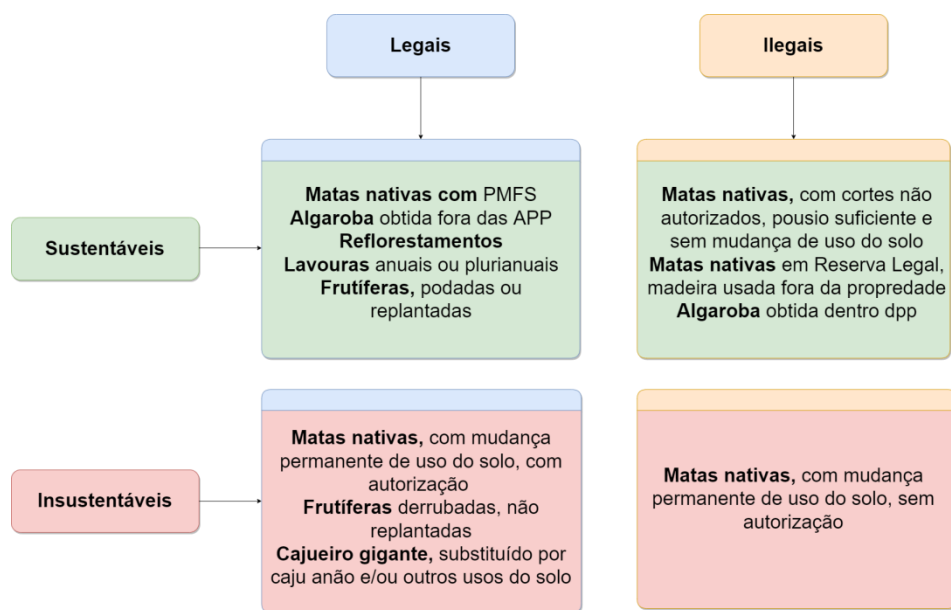 Legais
Ilegais
Sustentáveis
Matas nativas com PMFS
Algaroba obtida fora das APP
Reflorestamentos
Lavouras anuais ou plurianuais
Frutíferas, podadas ou
replantadas
Matas nativas, com cortes não
autorizados, pousio suficiente e
sem mudança de uso do solo
Matas nativas em Reserva Legal,
madeira usada fora da propredade
Algaroba obtida dentro dpp
Insustentáveis
Matas nativas, com mudança
permanente de uso do solo, com
autorização
Frutíferas derrubadas, não
replantadas
Cajueiro gigante, substituído por
caju anão e/ou outros usos do solo
Matas nativas, com mudança
permanente de uso do solo, sem
autorização